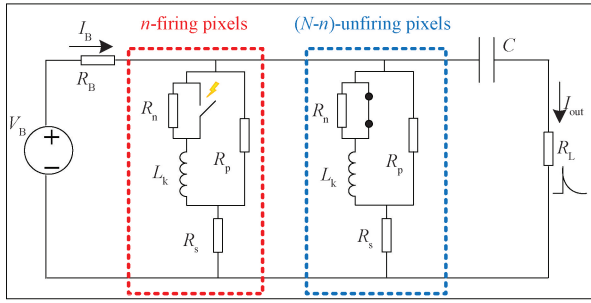 n-firing pixels
(N-n)-unfiring pixels
I_B
R_B
V_B
+
−
R_n
L_k
R_p
R_s
R_n
L_k
R_p
R_s
C
I_out
R_L